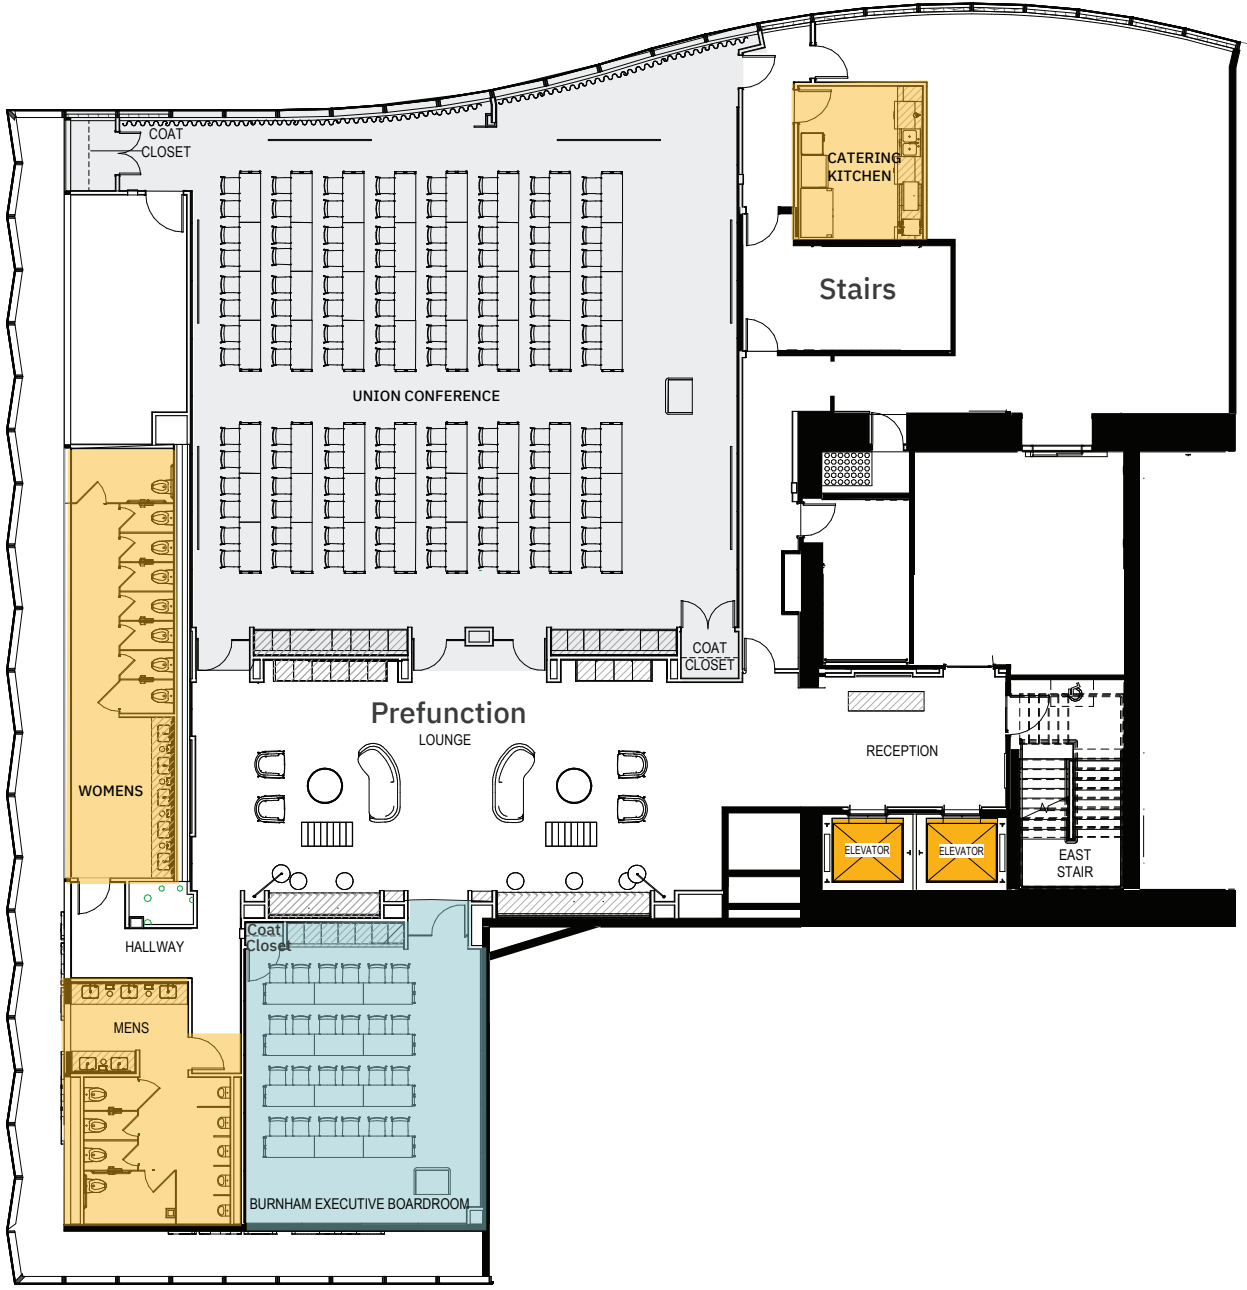 COAT
CLOSET
CATERING
KITCHEN
Stairs
UNION CONFERENCE
COAT
CLOSET
Prefunction
LOUNGE
RECEPTION
WOMENS
ELEVATOR
ELEVATOR
EAST
STAIR
HALLWAY
Coat
Closet
MENS
BURNHAM EXECUTIVE BOARDROOM